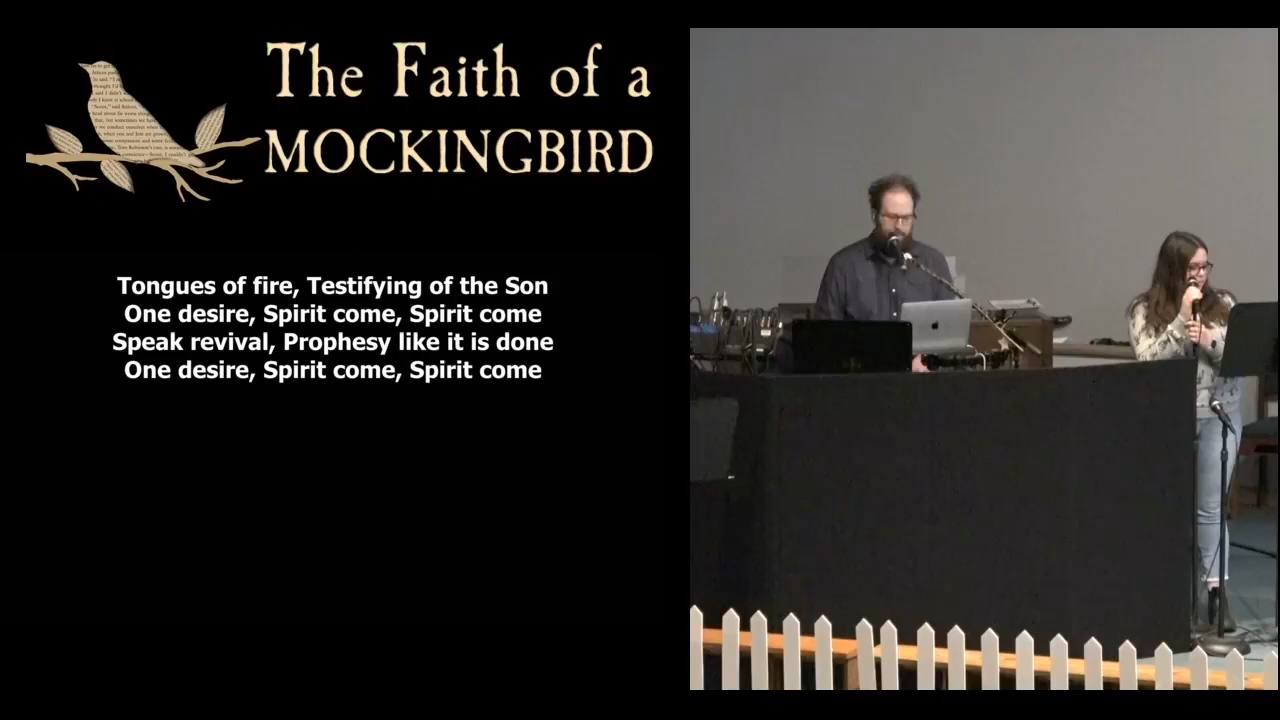 The Faith of a
MOCKINGBIRD
Tongues of fire, Testifying of the Son
One desire, Spirit come, Spirit come
Speak revival, Prophesy like it is done
One desire, Spirit come, Spirit come